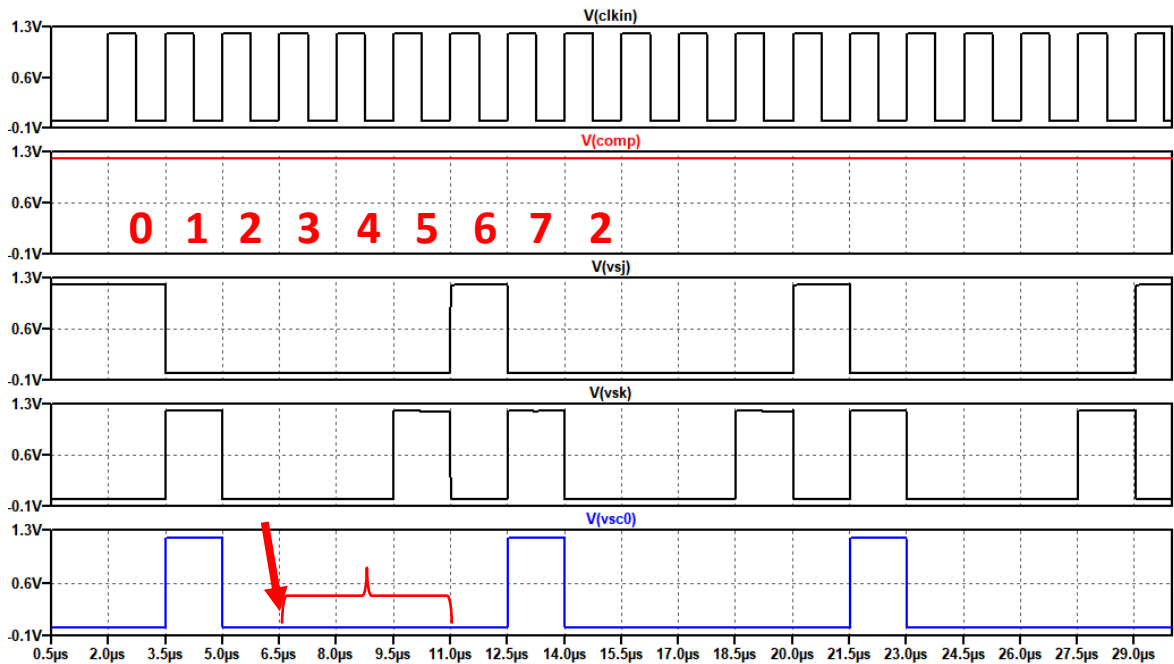 V(clkin)
1.3V
0.6V
-0.1V
V(comp)
1.3V
0.6V
-0.1V
0 1 2 3 4 5 6 7 2
V(vsj)
1.3V
0.6V
-0.1V
V(vsk)
1.3V
0.6V
-0.1V
V(vsc0)
1.3V
0.6V
-0.1V
0.5µs 2.0µs 3.5µs 5.0µs 6.5µs 8.0µs 9.5µs 11.0µs 12.5µs 14.0µs 15.5µs 17.0µs 18.5µs 20.0µs 21.5µs 23.0µs 24.5µs 26.0µs 27.5µs 29.0µs